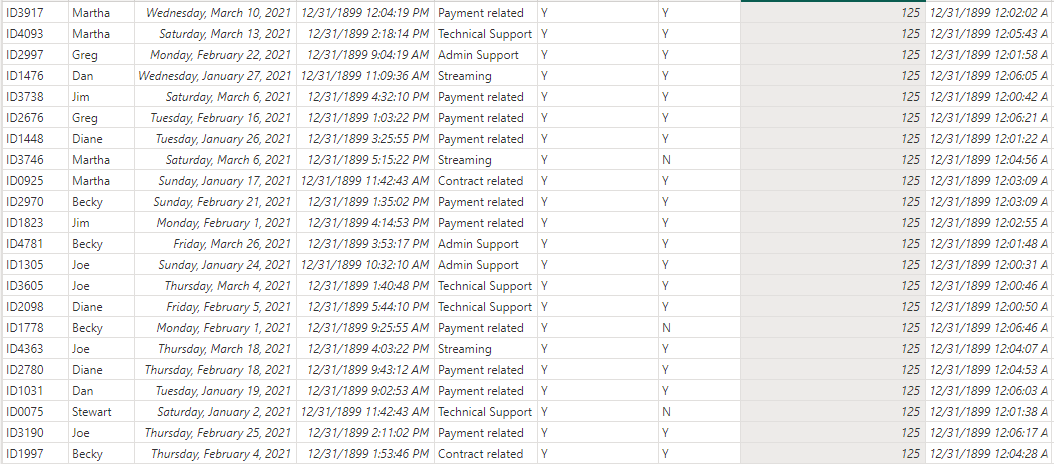 ID3917 Martha Wednesday, March 10, 2021 12/31/1899 12:04:19 PM Payment related Y Y 125 12/31/1899 12:02:02 A
ID4093 Martha Saturday, March 13, 2021 12/31/1899 2:18:14 PM Technical Support Y Y 125 12/31/1899 12:05:43 A
ID2997 Greg Monday, February 22, 2021 12/31/1899 9:04:19 AM Admin Support Y Y 125 12/31/1899 12:01:58 A
ID1476 Dan Wednesday, January 27, 2021 12/31/1899 11:09:36 AM Streaming Y Y 125 12/31/1899 12:06:05 A
ID3738 Jim Saturday, March 6, 2021 12/31/1899 4:32:10 PM Payment related Y Y 125 12/31/1899 12:00:42 A
ID2676 Greg Tuesday, February 16, 2021 12/31/1899 1:03:22 PM Payment related Y Y 125 12/31/1899 12:06:21 A
ID1448 Diane Tuesday, January 26, 2021 12/31/1899 3:25:55 PM Payment related Y Y 125 12/31/1899 12:01:22 A
ID3746 Martha Saturday, March 6, 2021 12/31/1899 5:15:22 PM Streaming Y N 125 12/31/1899 12:04:56 A
ID0925 Martha Sunday, January 17, 2021 12/31/1899 11:42:43 AM Contract related Y Y 125 12/31/1899 12:03:09 A
ID2970 Becky Sunday, February 21, 2021 12/31/1899 1:35:02 PM Payment related Y Y 125 12/31/1899 12:03:09 A
ID1823 Jim Monday, February 1, 2021 12/31/1899 4:14:53 PM Payment related Y Y 125 12/31/1899 12:02:55 A
ID4781 Becky Friday, March 26, 2021 12/31/1899 3:53:17 PM Admin Support Y Y 125 12/31/1899 12:01:48 A
ID1305 Joe Sunday, January 24, 2021 12/31/1899 10:32:10 AM Admin Support Y Y 125 12/31/1899 12:00:31 A
ID3605 Joe Thursday, March 4, 2021 12/31/1899 1:40:48 PM Technical Support Y Y 125 12/31/1899 12:00:46 A
ID2098 Diane Friday, February 5, 2021 12/31/1899 5:44:10 PM Technical Support Y Y 125 12/31/1899 12:00:50 A
ID1778 Becky Monday, February 1, 2021 12/31/1899 9:25:55 AM Payment related Y N 125 12/31/1899 12:06:46 A
ID4363 Joe Thursday, March 18, 2021 12/31/1899 4:03:22 PM Streaming Y Y 125 12/31/1899 12:04:07 A
ID2780 Diane Thursday, February 18, 2021 12/31/1899 9:43:12 AM Payment related Y Y 125 12/31/1899 12:04:53 A
ID1031 Dan Tuesday, January 19, 2021 12/31/1899 9:02:53 AM Payment related Y Y 125 12/31/1899 12:06:03 A
ID0075 Stewart Saturday, January 2, 2021 12/31/1899 11:42:43 AM Technical Support Y N 125 12/31/1899 12:01:38 A
ID3190 Joe Thursday, February 25, 2021 12/31/1899 2:11:02 PM Payment related Y Y 125 12/31/1899 12:06:17 A
ID1997 Becky Thursday, February 4, 2021 12/31/1899 1:53:46 PM Contract related Y Y 125 12/31/1899 12:04:28 A